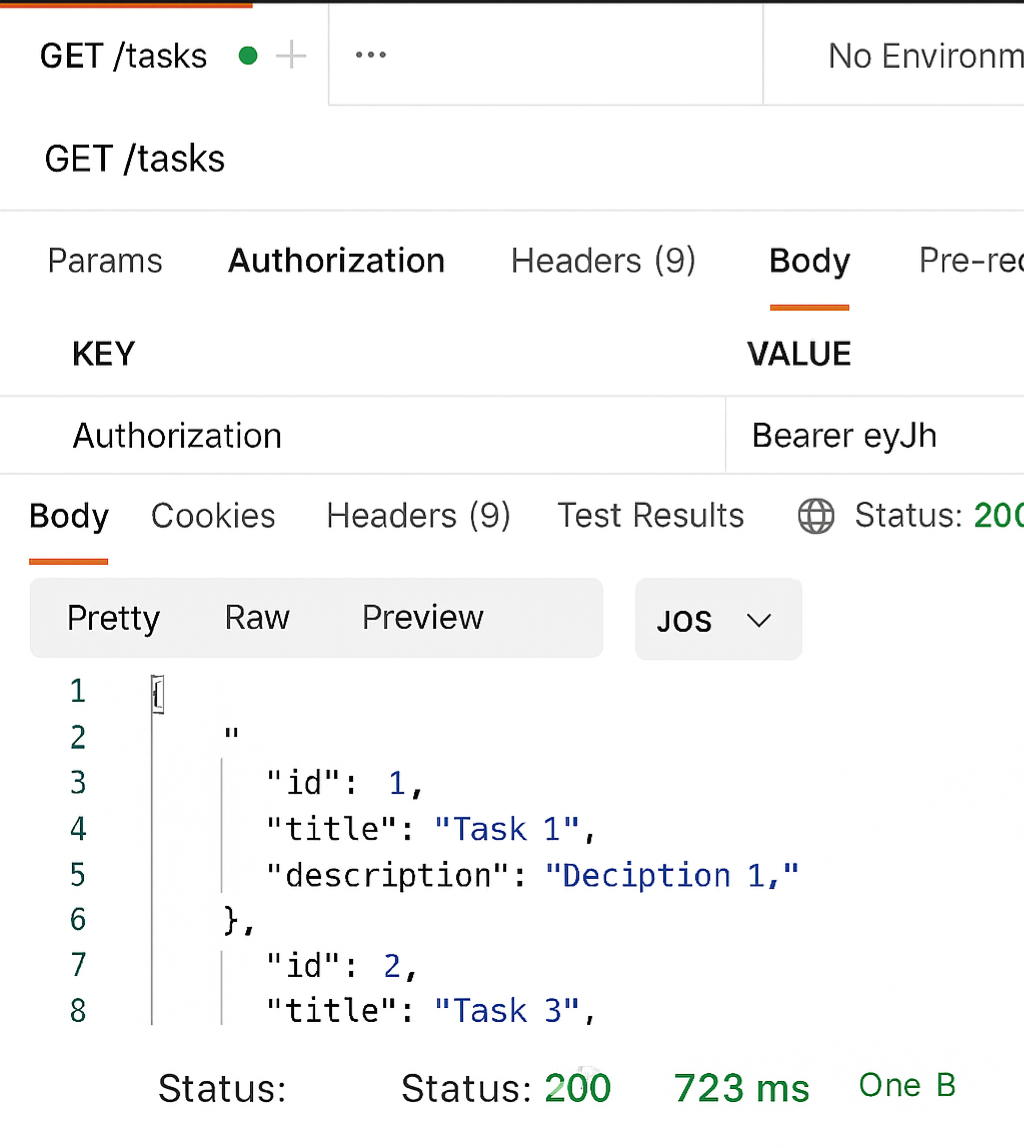 GET /tasks + ··· No Environm
GET /tasks
Params Authorization Headers (9) Body Pre-rec
KEY VALUE
Authorization Bearer eyJh
Body Cookies Headers (9) Test Results Status: 200
Pretty Raw Preview JOS
1 [
2 "
3 "id": 1,
4 "title": "Task 1",
5 "description": "Deciption 1,"
6 },
7 "id": 2,
8 "title": "Task 3",
Status: Status: 200 723 ms One B